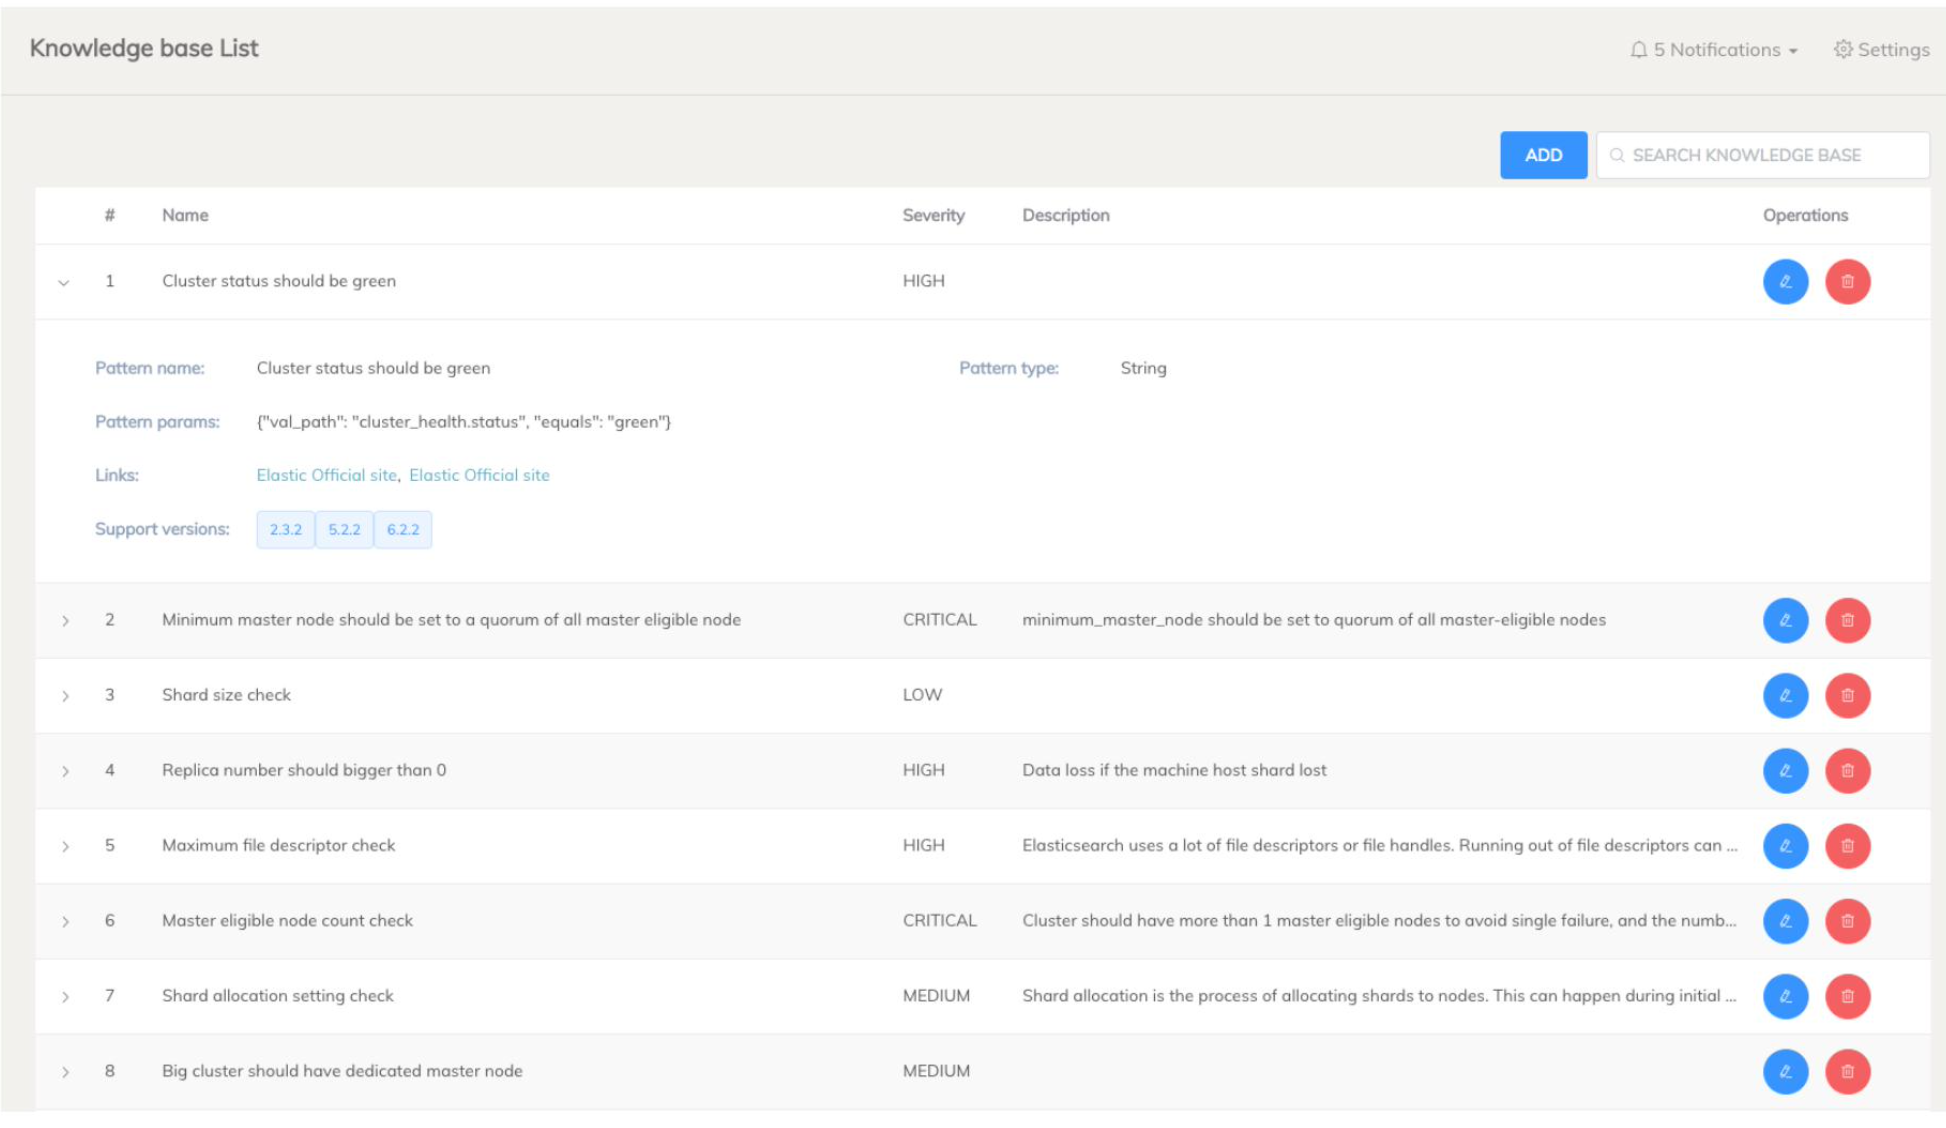 Knowledge base List
5 Notifications
Settings
ADD
SEARCH KNOWLEDGE BASE
# Name Severity Description Operations
1 Cluster status should be green HIGH
Pattern name: Cluster status should be green Pattern type: String
Pattern params: {"val_path": "cluster_health.status", "equals": "green"}
Links: Elastic Official site, Elastic Official site
Support versions: 2.3.2 5.2.2 6.2.2
2 Minimum master node should be set to a quorum of all master eligible node CRITICAL minimum_master_node should be set to quorum of all master-eligible nodes
3 Shard size check LOW
4 Replica number should bigger than 0 HIGH Data loss if the machine host shard lost
5 Maximum file descriptor check HIGH Elasticsearch uses a lot of file descriptors or file handles. Running out of file descriptors can ...
6 Master eligible node count check CRITICAL Cluster should have more than 1 master eligible nodes to avoid single failure, and the numb...
7 Shard allocation setting check MEDIUM Shard allocation is the process of allocating shards to nodes. This can happen during initial ...
8 Big cluster should have dedicated master node MEDIUM